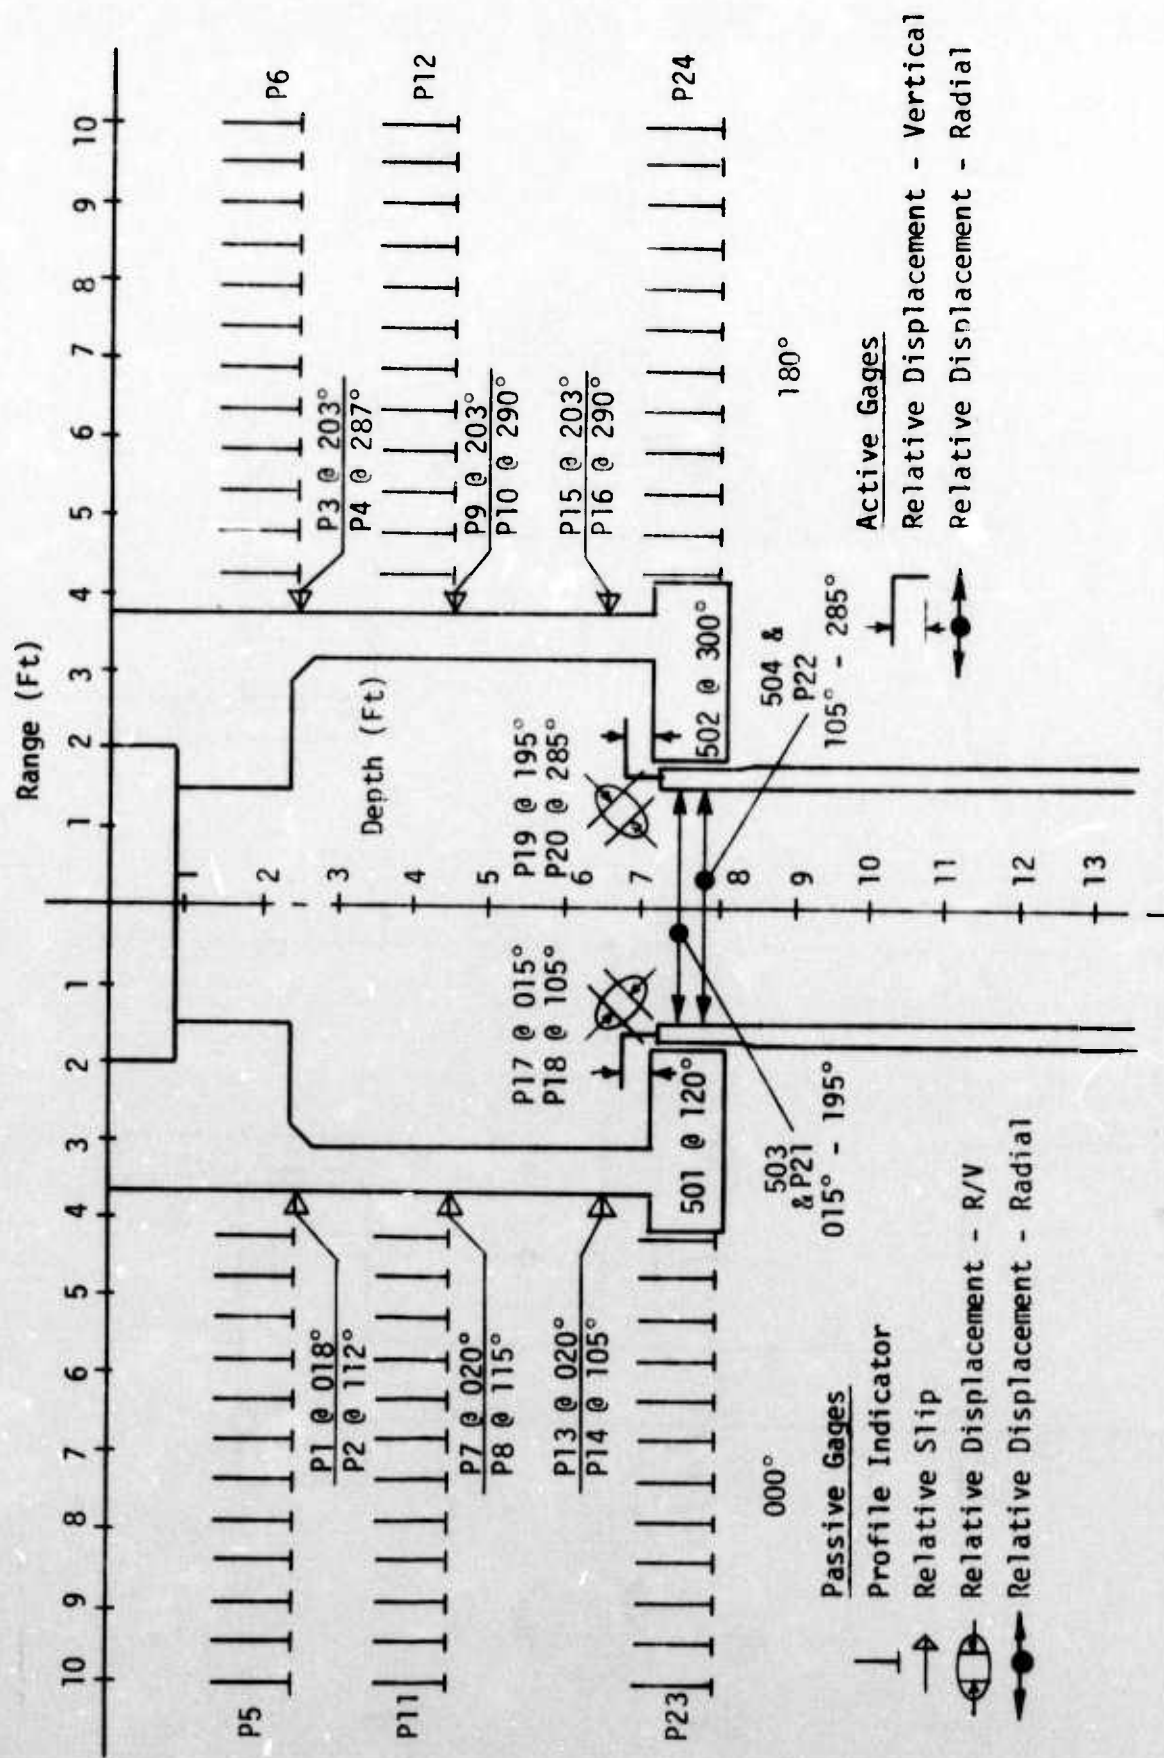 Range (Ft)
10 9 8 7 6 5 4 3 2 1 1 2 3 4 5 6 7 8 9 10
P5
P6
P11
P12
P23
P24
Depth (Ft)
1
2
3
4
5
6
7
8
9
10
11
12
13
P1 @ 018°
P2 @ 112°
P3 @ 203°
P4 @ 287°
P7 @ 020°
P8 @ 115°
P9 @ 203°
P10 @ 290°
P13 @ 020°
P14 @ 105°
P15 @ 203°
P16 @ 290°
P17 @ 015°
P18 @ 105°
P19 @ 195°
P20 @ 285°
501 @ 120°
502 @ 300°
503
& P21
015° - 195°
504 &
P22
105° - 285°
000°
180°
Passive Gages
Profile Indicator
Relative Slip
Relative Displacement - R/V
Relative Displacement - Radial
Active Gages
Relative Displacement - Vertical
Relative Displacement - Radial